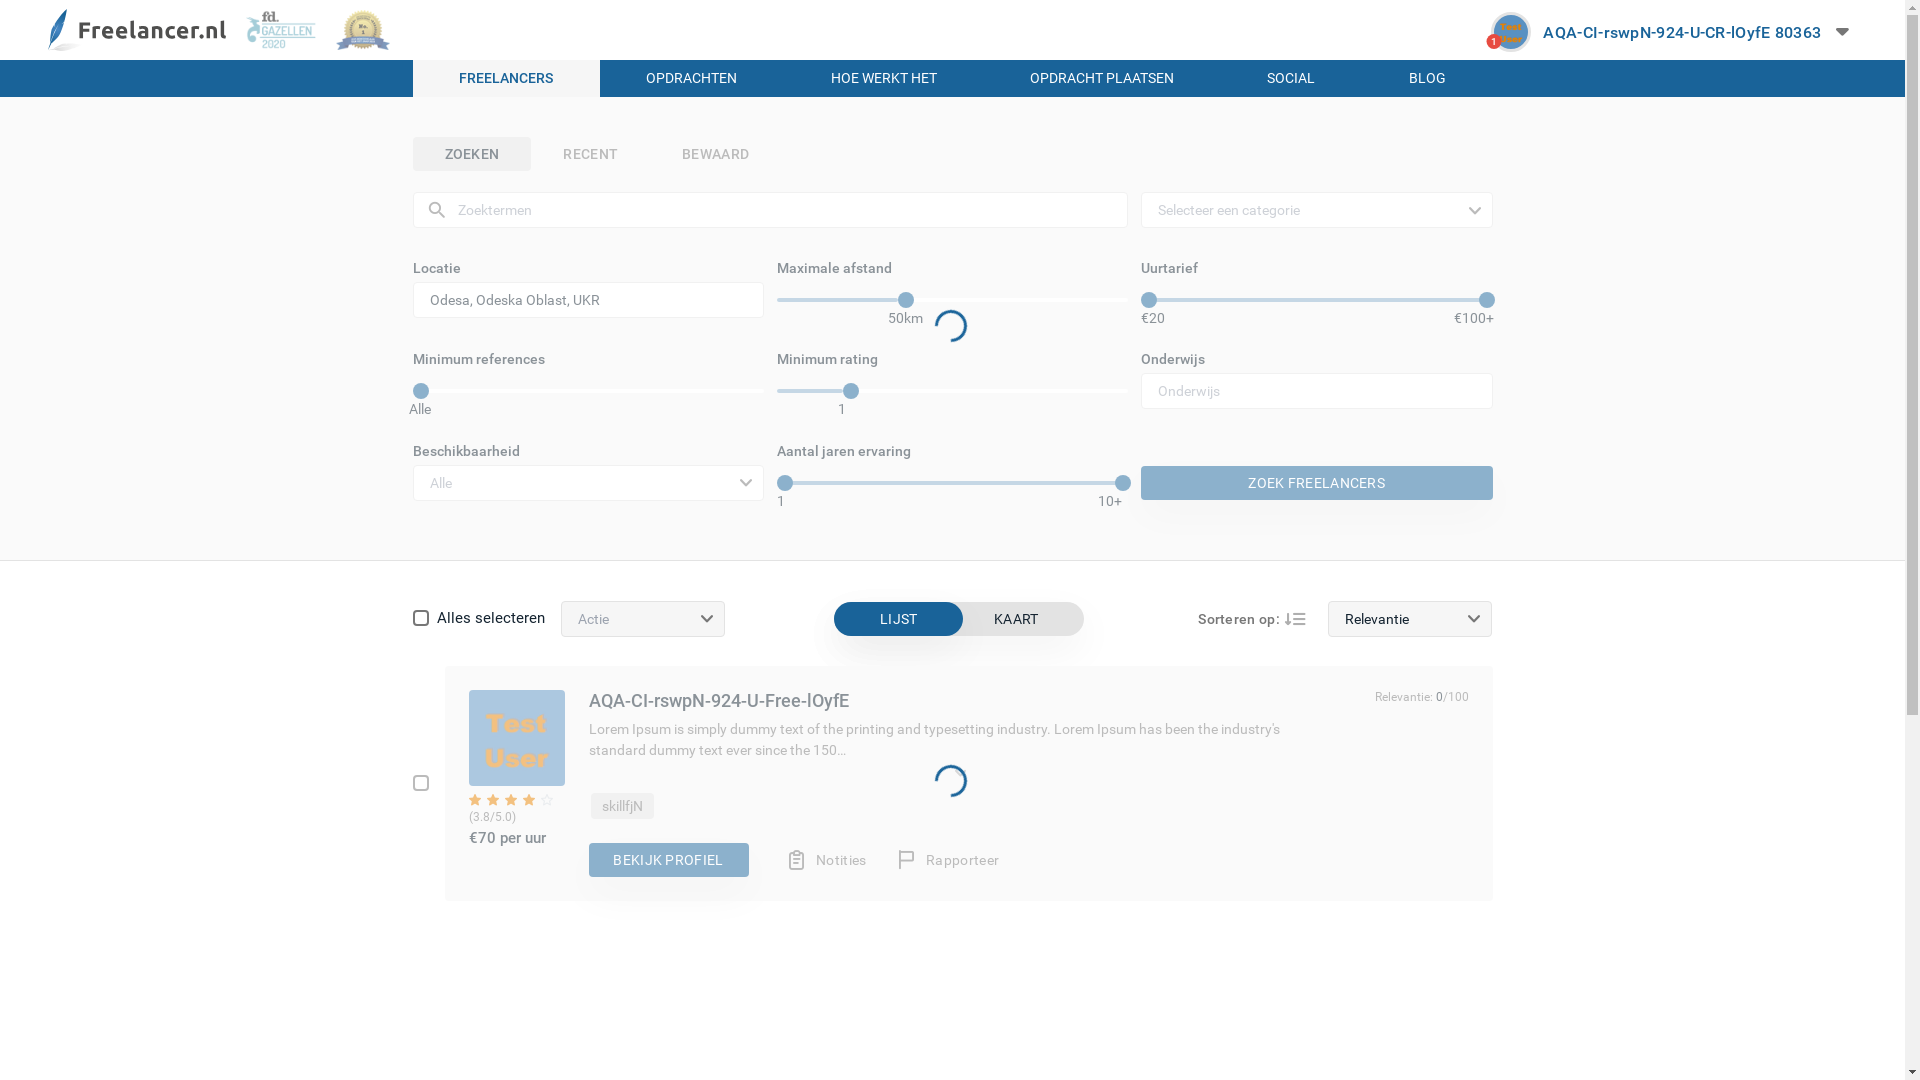 Freelancer.nl
fd.
GAZELLEN
2020
No.
1
1
Test
User
AQA-CI-rswpN-924-U-CR-lOyfE 80363
FREELANCERS
OPDRACHTEN
HOE WERKT HET
OPDRACHT PLAATSEN
SOCIAL
BLOG
ZOEKEN
RECENT
BEWAARD
Zoektermen
Selecteer een categorie
Locatie
Maximale afstand
Uurtarief
Odesa, Odeska Oblast, UKR
50km
€20
€100+
Minimum references
Minimum rating
Onderwijs
Alle
1
Onderwijs
Beschikbaarheid
Aantal jaren ervaring
Alle
1
10+
ZOEK FREELANCERS
Alles selecteren
Actie
LIJST
KAART
Sorteren op:
Relevantie
Test
User
AQA-CI-rswpN-924-U-Free-lOyfE
Relevantie: 0/100
Lorem Ipsum is simply dummy text of the printing and typesetting industry. Lorem Ipsum has been the industry's
standard dummy text ever since the 150...
skillfjN
(3.8/5.0)
€70 per uur
BEKIJK PROFIEL
Notities
Rapporteer